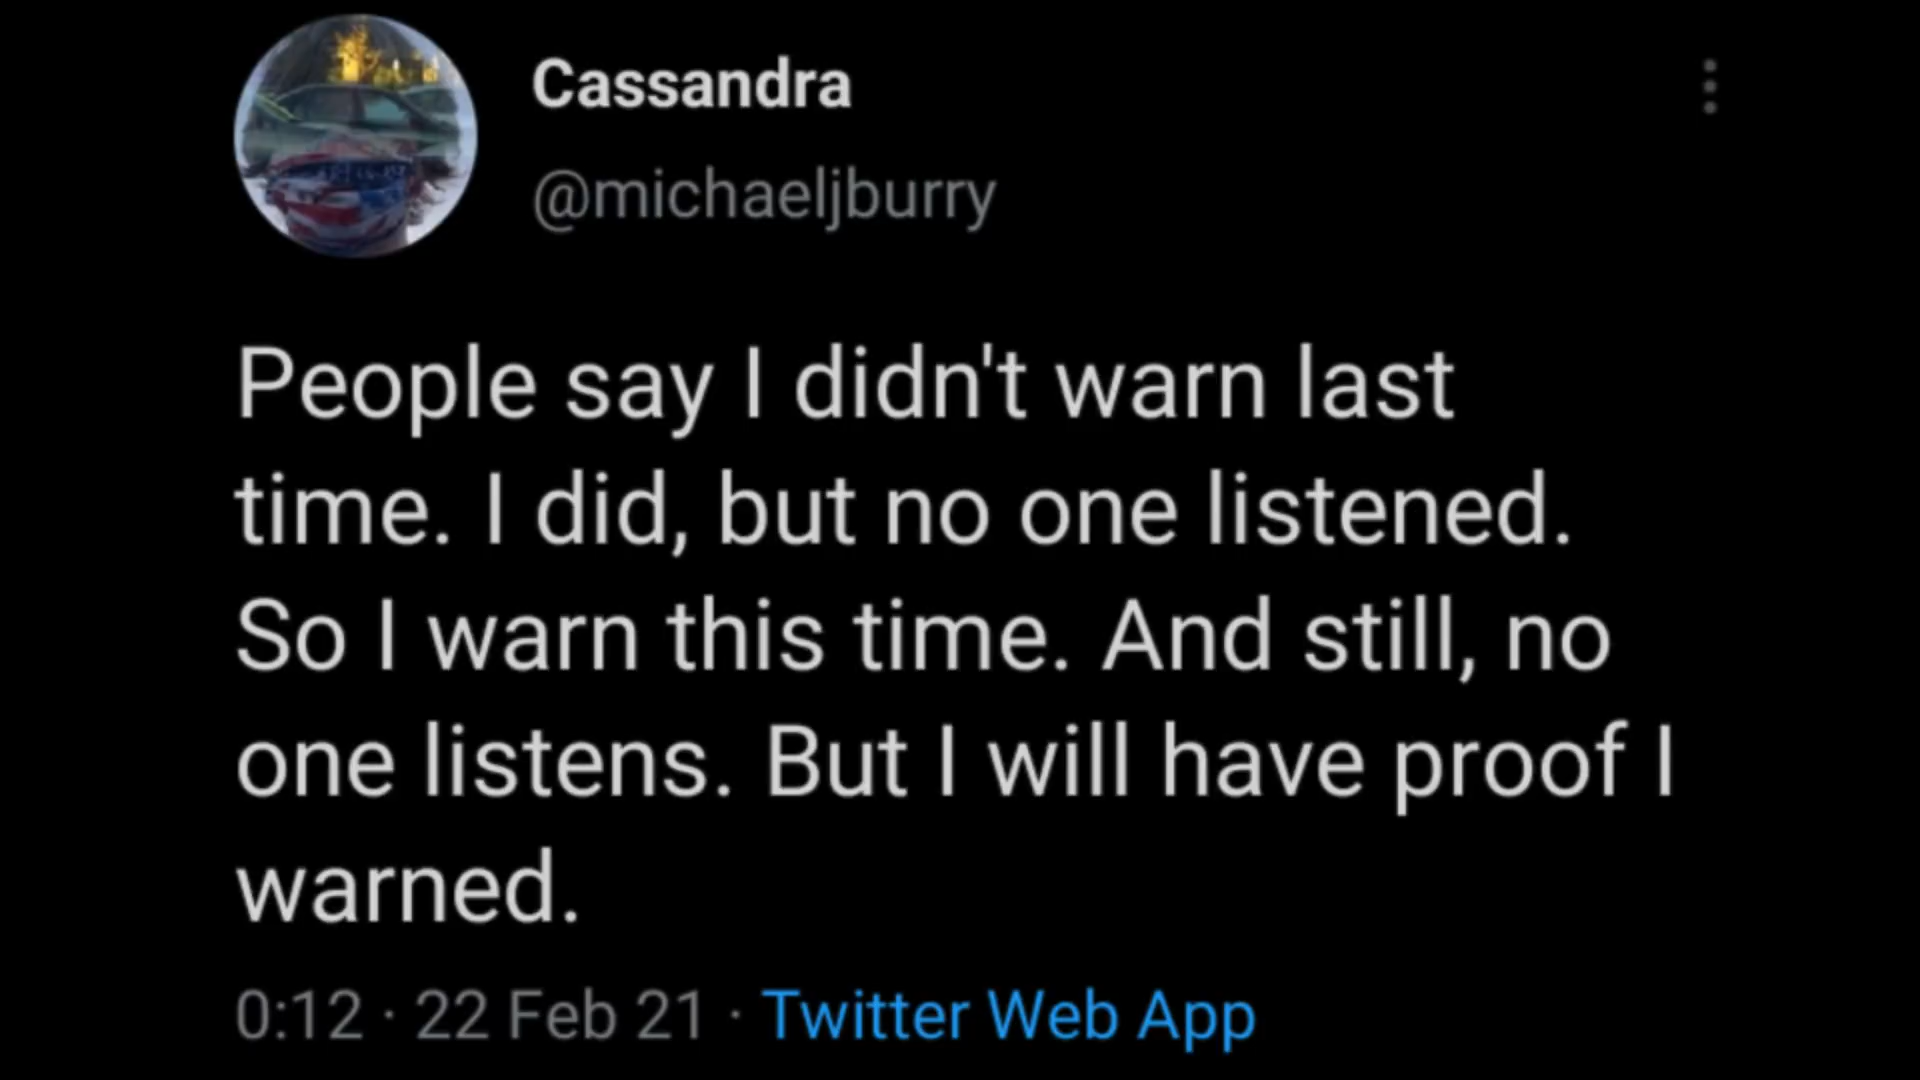 Cassandra
@michaeljburry
People say I didn't warn last
time. I did, but no one listened.
So I warn this time. And still, no
one listens. But I will have proof I
warned.
0:12 · 22 Feb 21 · Twitter Web App